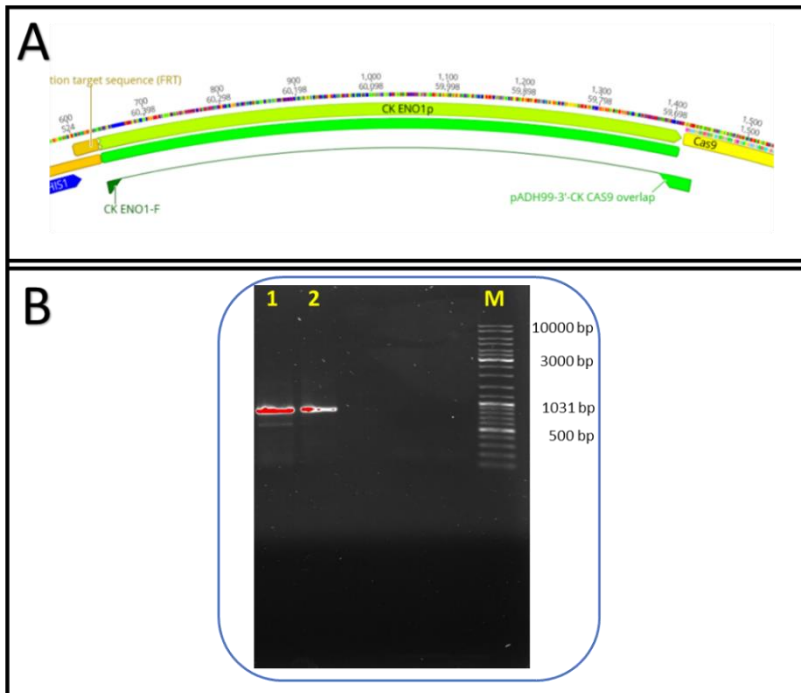 A
tion target sequence (FRT)
600
524
700
60,398
800
60,298
900
60,198
1,000
60,098
1,100
59,998
1,200
59,898
1,300
59,798
1,400
59,698
1,500
1,500
CK ENO1p
Cas9
HIS1
CK ENO1-F
pADH99-3'-CK CAS9 overlap
B
1 2 M
10000 bp
3000 bp
1031 bp
500 bp